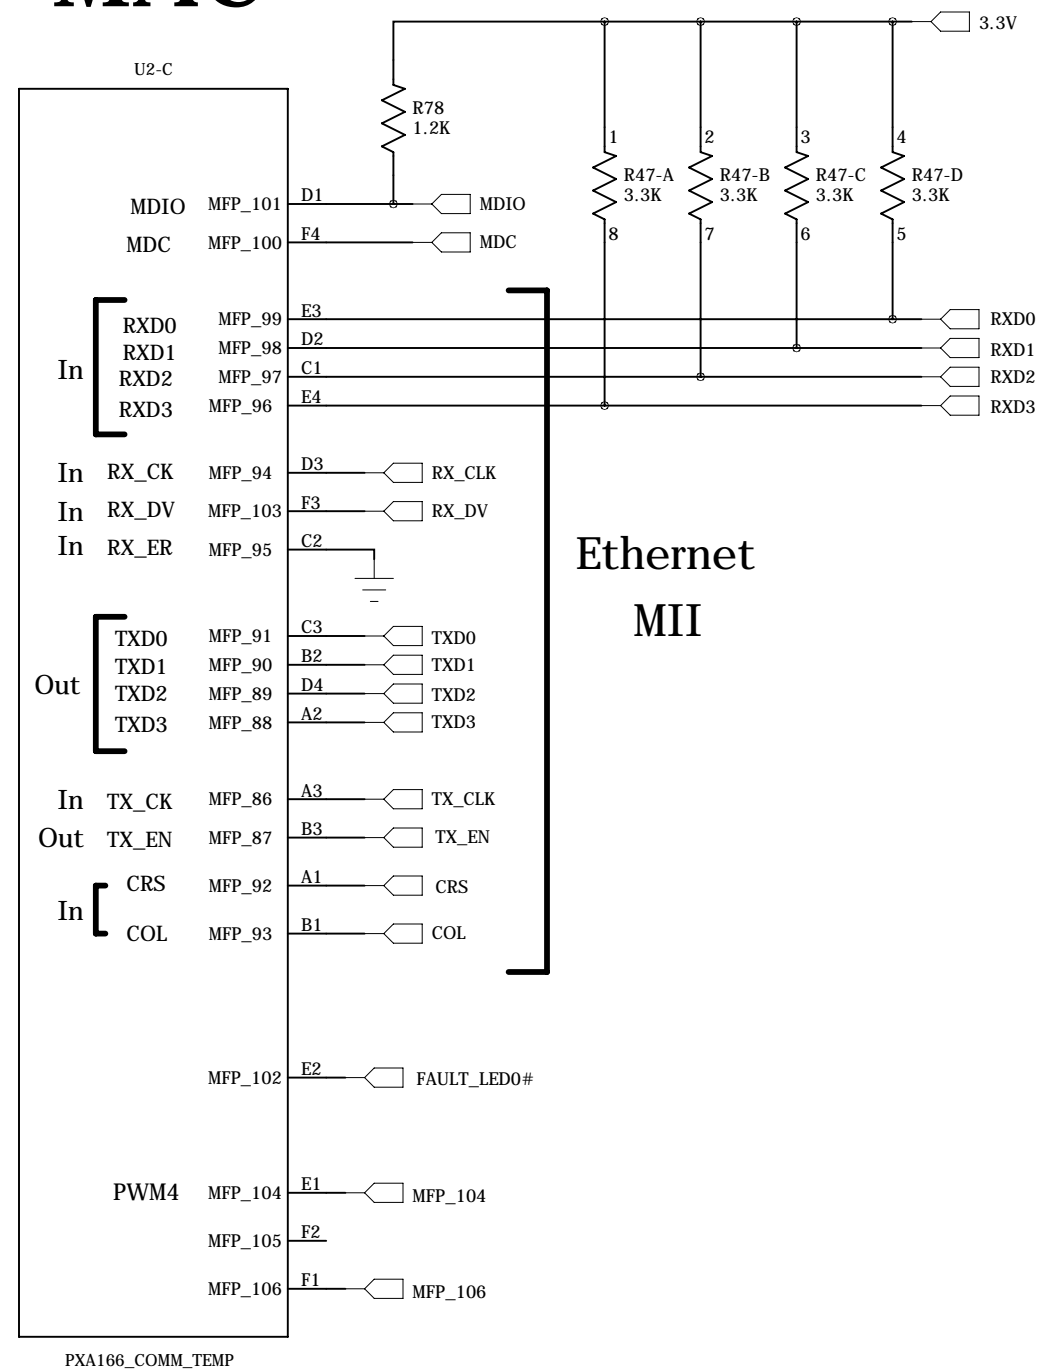 3.3V
U2-C
R78
1.2K
1 2 3 4
R47-A R47-B R47-C R47-D
3.3K 3.3K 3.3K 3.3K
8 7 6 5
MDIO MFP_101 D1 MDIO
MDC MFP_100 F4 MDC
RXD0 MFP_99 E3 RXD0
RXD1 MFP_98 D2 RXD1
In
RXD2 MFP_97 C1 RXD2
RXD3 MFP_96 E4 RXD3
In RX_CK MFP_94 D3 RX_CLK
In RX_DV MFP_103 F3 RX_DV
In RX_ER MFP_95 C2
Ethernet
MII
TXD0 MFP_91 C3 TXD0
TXD1 MFP_90 B2 TXD1
Out
TXD2 MFP_89 D4 TXD2
TXD3 MFP_88 A2 TXD3
In TX_CK MFP_86 A3 TX_CLK
Out TX_EN MFP_87 B3 TX_EN
CRS MFP_92 A1 CRS
In
COL MFP_93 B1 COL
MFP_102 E2 FAULT_LED0#
PWM4 MFP_104 E1 MFP_104
MFP_105 F2
MFP_106 F1 MFP_106
PXA166_COMM_TEMP